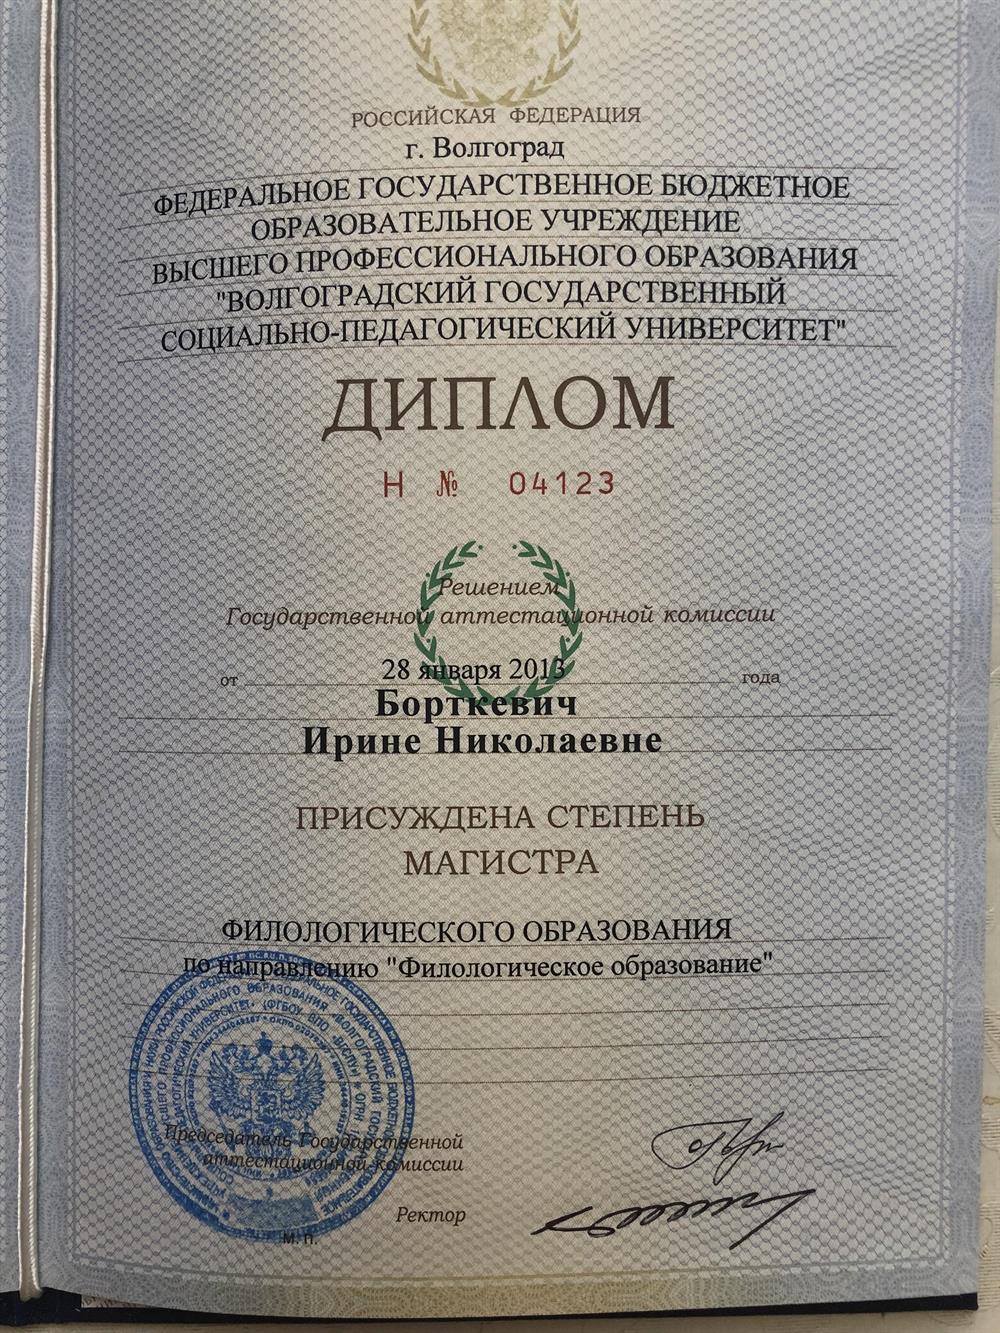 РОССИЙСКАЯ ФЕДЕРАЦИЯ
г. Волгоград
ФЕДЕРАЛЬНОЕ ГОСУДАРСТВЕННОЕ БЮДЖЕТНОЕ
ОБРАЗОВАТЕЛЬНОЕ УЧРЕЖДЕНИЕ
ВЫСШЕГО ПРОФЕССИОНАЛЬНОГО ОБРАЗОВАНИЯ
"ВОЛГОГРАДСКИЙ ГОСУДАРСТВЕННЫЙ
СОЦИАЛЬНО-ПЕДАГОГИЧЕСКИЙ УНИВЕРСИТЕТ"
ДИПЛОМ
Н № 04123
Решением
Государственной аттестационной комиссии
от 28 января 2013 года
Борткевич
Ирине Николаевне
ПРИСУЖДЕНА СТЕПЕНЬ
МАГИСТРА
ФИЛОЛОГИЧЕСКОГО ОБРАЗОВАНИЯ
по направлению "Филологическое образование"
Председатель Государственной
аттестационной комиссии
Ректор
М. П.